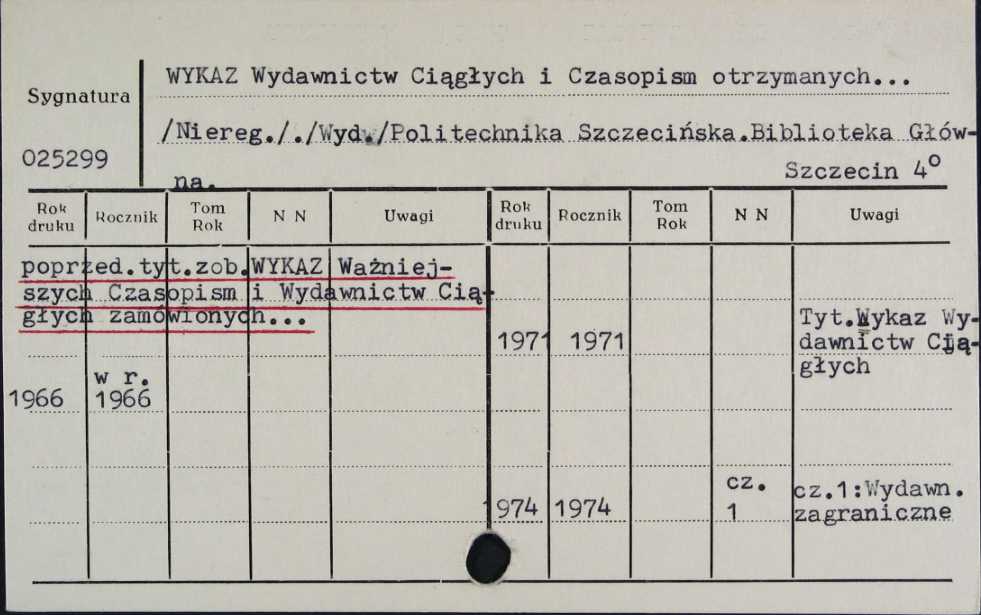 WYKAZ Wydawnictw Ciągłych i Czasopism otrzymanych...
Sygnatura
/Niereg./././Wyd./Politechnika Szczecińska.Biblioteka Głów-
025299
na.
Szczecin 4º
Rok druku Rocznik Tom Rok N N Uwagi Rok druku Rocznik Tom Rok N N Uwagi
poprzed.tyt.zob.WYKAZ Ważniej-
szych Czasopism i Wydawnictw Cią-
głych zamówionych...
1971 1971 Tyt.Wykaz Wy-
dawnictw Cią-
głych
w r.
1966 1966
1974 1974 cz. 1 cz.1:Wydawn.
zagraniczne